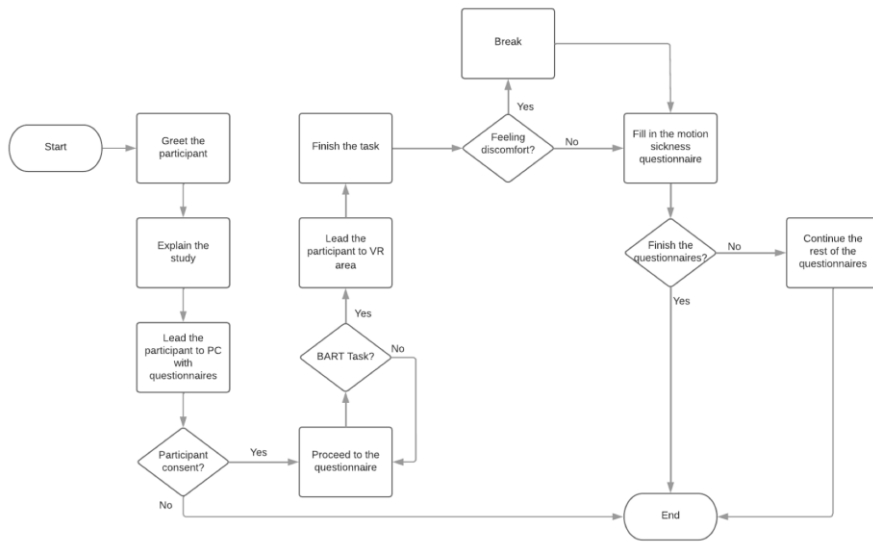 Start
Greet the
participant
Explain the
study
Lead the
participant to PC
with
questionnaires
Participant
consent?
Yes
No
Proceed to the
questionnaire
BART Task?
No
Yes
Lead the
participant to VR
area
Finish the task
Feeling
discomfort?
Yes
No
Break
Fill in the motion
sickness
questionnaire
Finish the
questionnaires?
No
Yes
Continue the
rest of the
questionnaires
End